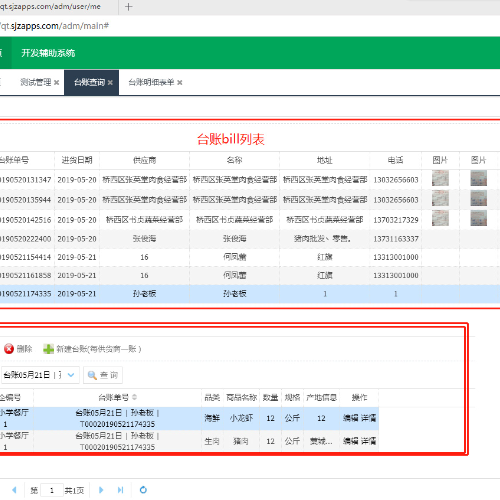 qt.sjzapps.com/adm/user/me
/qt.sjzapps.com/adm/main#
开发辅助系统
测试管理 台账查询 台账明细表单
台账bill列表
台账单号 进货日期 供应商 名称 地址 电话 图片 图片
0190520131347 2019-05-20 桥西区张英堂肉食经营部 桥西区张英堂肉食经营部 桥西区张英堂肉食经营部 13032656603
0190520135944 2019-05-20 桥西区张英堂肉食经营部 桥西区张英堂肉食经营部 桥西区张英堂肉食经营部 13032656603
0190520142516 2019-05-20 桥西区书贞蔬菜经营部 桥西区书贞蔬菜经营部 桥西区书贞蔬菜经营部 13703217329
0190520222400 2019-05-20 张俊海 张俊海 猪肉批发、零售。 13731163337
0190521154414 2019-05-21 16 何凤蕾 红旗 13313001000
0190521161858 2019-05-21 16 何凤蕾 红旗 13313001000
0190521174335 2019-05-21 孙老板 孙老板 1 1
删除 新建台账(每供货商一账)
台账05月21日 | 查 询
编号 台账单号 品类 商品名称 数量 规格 产地信息 操作
小学餐厅 台账05月21日 | 孙老板 | 海鲜 小龙虾 12 公斤 12 编辑 详情
1 T00020190521174335
小学餐厅 台账05月21日 | 孙老板 | 生肉 猪肉 12 公斤 藁城... 编辑 详情
1 T00020190521174335
第 1 共1页